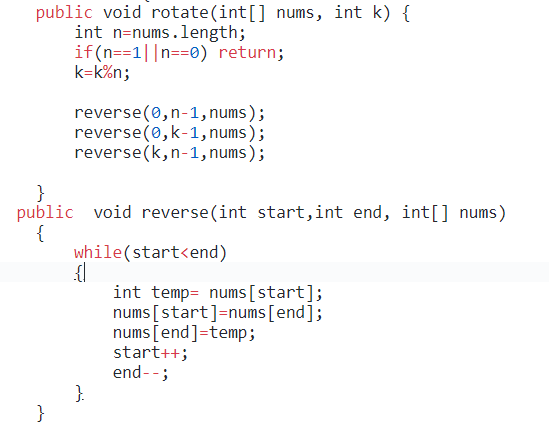 public void rotate(int[] nums, int k) {
int n=nums.length;
if(n==1||n==0) return;
k=k%n;
reverse(0,n-1,nums);
reverse(0,k-1,nums);
reverse(k,n-1,nums);
}
public  void reverse(int start,int end, int[] nums)
{
while(start<end)
{
int temp= nums[start];
nums[start]=nums[end];
nums[end]=temp;
start++;
end--;
}
}